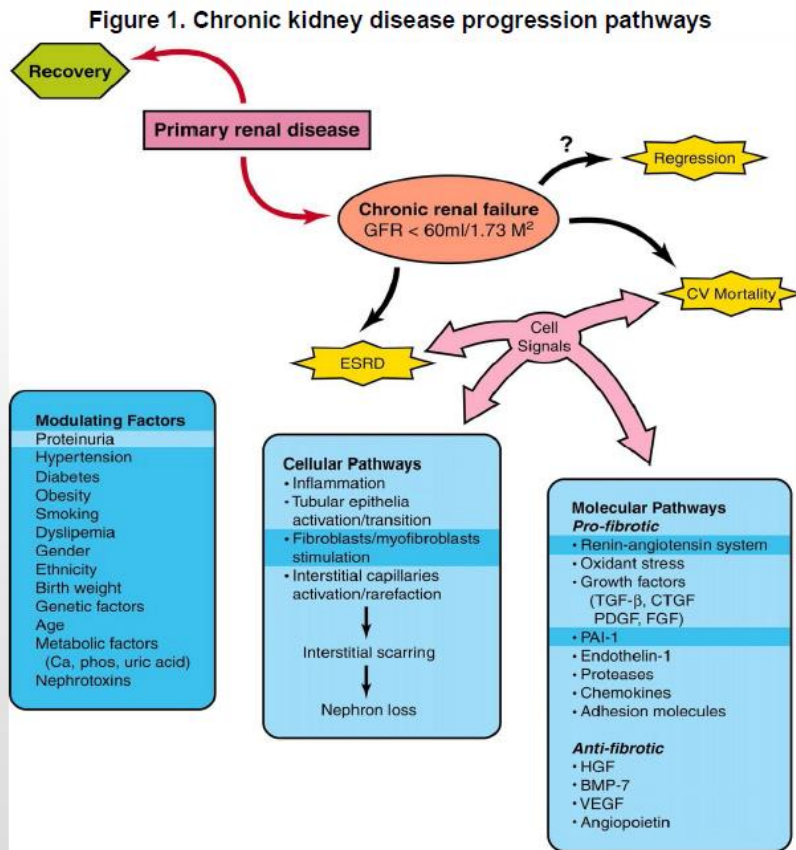 Figure 1. Chronic kidney disease progression pathways
Recovery
Primary renal disease
?
Regression
Chronic renal failure
GFR < 60ml/1.73 M²
CV Mortality
Cell
Signals
ESRD
Modulating Factors
Proteinuria
Hypertension
Diabetes
Obesity
Smoking
Dyslipemia
Gender
Ethnicity
Birth weight
Genetic factors
Age
Metabolic factors
(Ca, phos, uric acid)
Nephrotoxins
Cellular Pathways
• Inflammation
• Tubular epithelia
activation/transition
• Fibroblasts/myofibroblasts
stimulation
• Interstitial capillaries
activation/rarefaction
Interstitial scarring
Nephron loss
Molecular Pathways
Pro-fibrotic
• Renin-angiotensin system
• Oxidant stress
• Growth factors
(TGF-β, CTGF
PDGF, FGF)
• PAI-1
• Endothelin-1
• Proteases
• Chemokines
• Adhesion molecules
Anti-fibrotic
• HGF
• BMP-7
• VEGF
• Angiopoietin